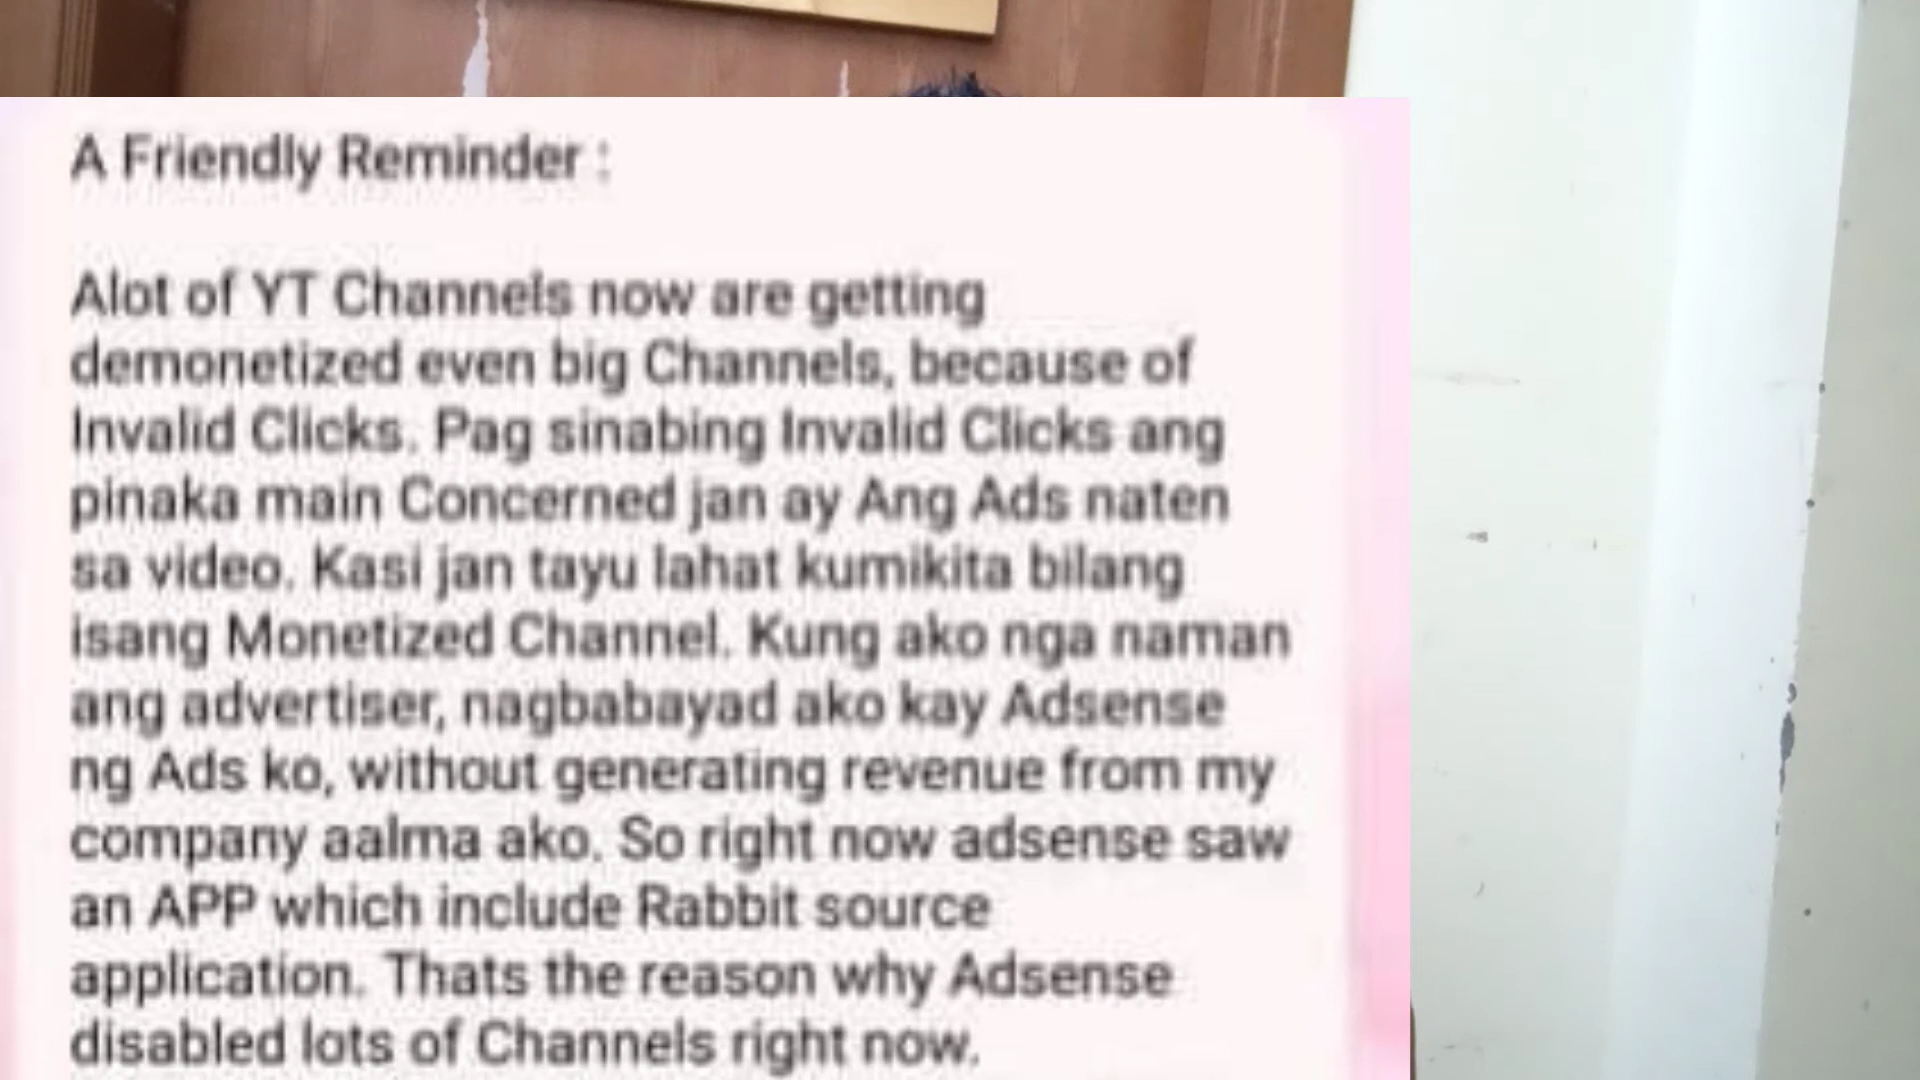 A Friendly Reminder :
Alot of YT Channels now are getting
demonetized even big Channels, because of
Invalid Clicks. Pag sinabing Invalid Clicks ang
pinaka main Concerned jan ay Ang Ads naten
sa video. Kasi jan tayu lahat kumikita bilang
isang Monetized Channel. Kung ako nga naman
ang advertiser, nagbabayad ako kay Adsense
ng Ads ko, without generating revenue from my
company aalma ako. So right now adsense saw
an APP which include Rabbit source
application. Thats the reason why Adsense
disabled lots of Channels right now.